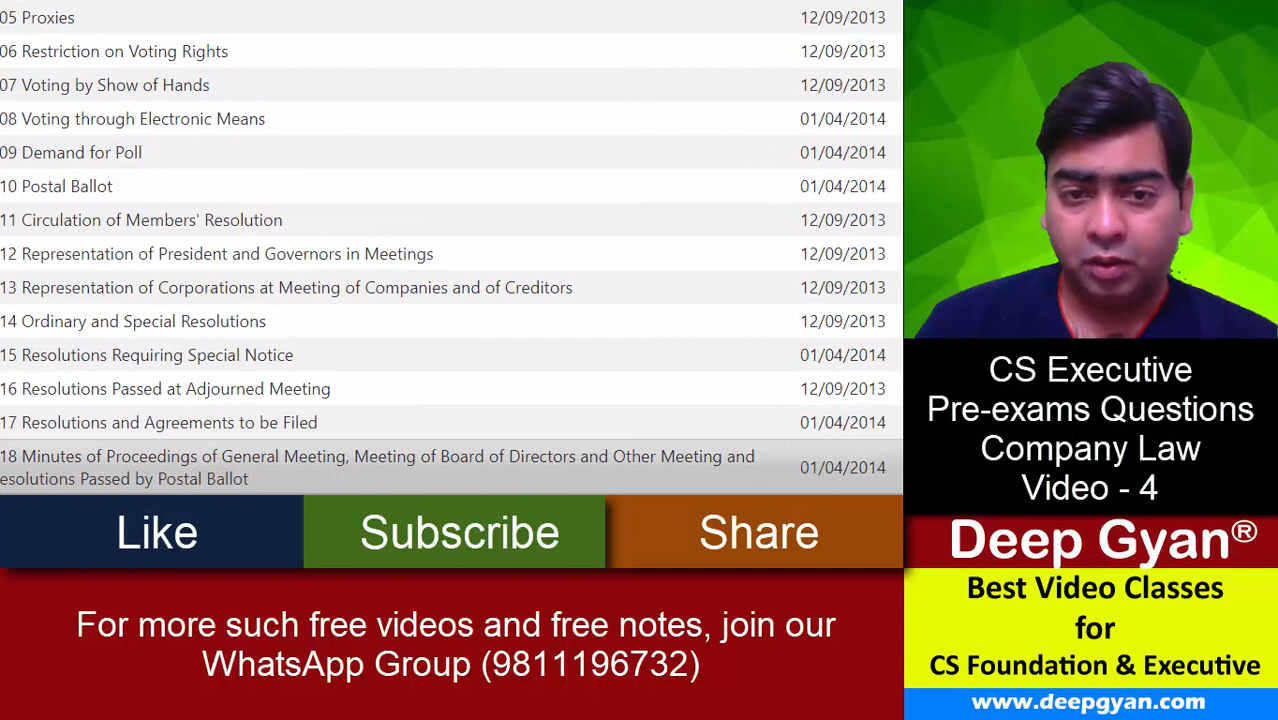 05 Proxies 12/09/2013
06 Restriction on Voting Rights 12/09/2013
07 Voting by Show of Hands 12/09/2013
08 Voting through Electronic Means 01/04/2014
09 Demand for Poll 01/04/2014
10 Postal Ballot 01/04/2014
11 Circulation of Members' Resolution 12/09/2013
12 Representation of President and Governors in Meetings 12/09/2013
13 Representation of Corporations at Meeting of Companies and of Creditors 12/09/2013
14 Ordinary and Special Resolutions 12/09/2013
15 Resolutions Requiring Special Notice 01/04/2014
16 Resolutions Passed at Adjourned Meeting 12/09/2013
17 Resolutions and Agreements to be Filed 01/04/2014
18 Minutes of Proceedings of General Meeting, Meeting of Board of Directors and Other Meeting and 01/04/2014
esolutions Passed by Postal Ballot
Like Subscribe Share
For more such free videos and free notes, join our
WhatsApp Group (9811196732)
CS Executive
Pre-exams Questions
Company Law
Video - 4
Deep Gyan®
Best Video Classes
for
CS Foundation & Executive
www.deepgyan.com